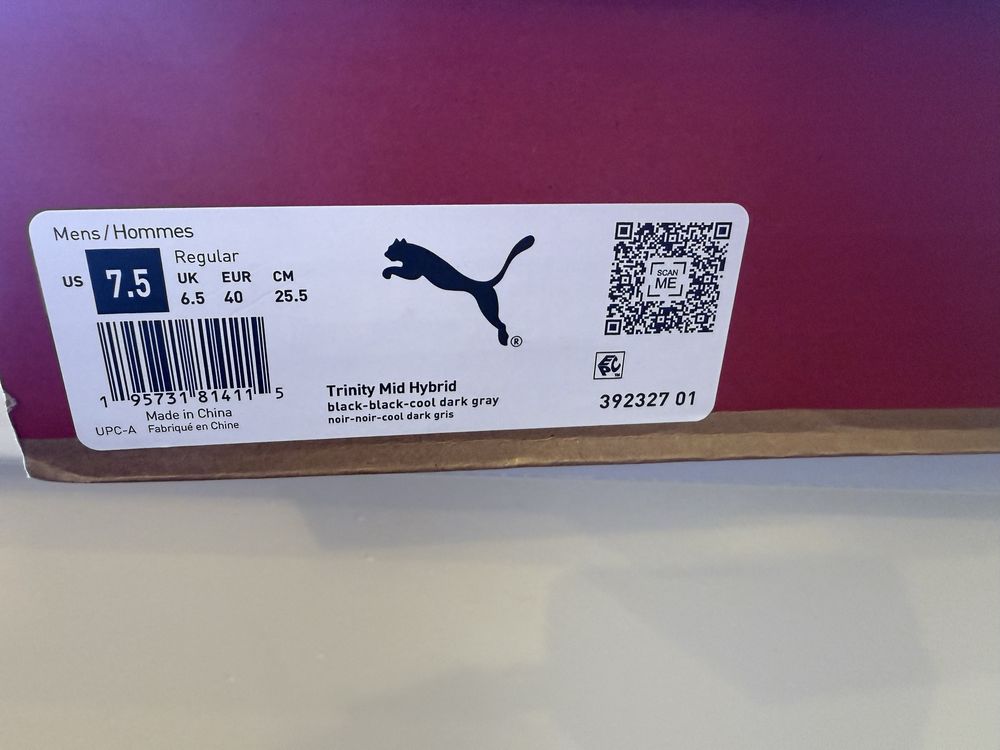 Mens/Hommes
US 7.5
Regular
UK EUR CM
6.5 40 25.5
1 95731 81411 5
Made in China
UPC-A Fabriqué en Chine
®
Trinity Mid Hybrid
black-black-cool dark gray
noir-noir-cool dark gris
SCAN
ME
EPC
392327 01